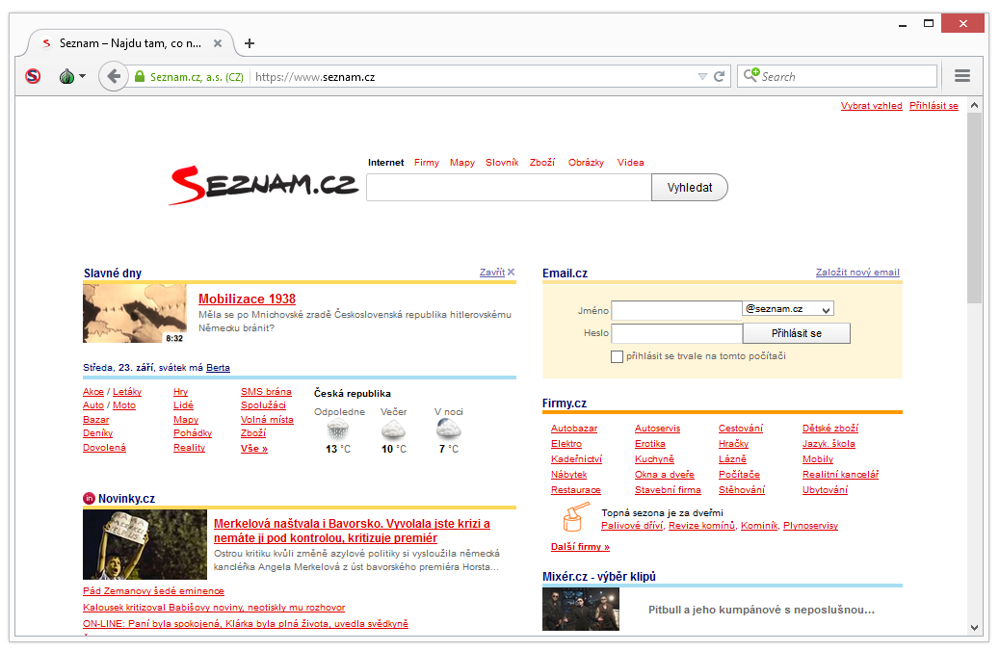 Seznam – Najdu tam, co n...
Seznam.cz, a.s. (CZ) https://www.seznam.cz
Search
Vybrat vzhled Přihlásit se
Internet Firmy Mapy Slovník Zboží Obrázky Videa
SEZNAM.CZ
Vyhledat
Slavné dny Zavřít
8:32
Mobilizace 1938
Měla se po Mnichovské zradě Československá republika hitlerovskému
Německu bránit?
Středa, 23. září, svátek má Berta
Akce / Letáky Hry SMS brána
Auto / Moto Lidé Spolužáci
Bazar Mapy Volná místa
Deníky Pohádky Zboží
Dovolená Reality Vše »
Česká republika
Odpoledne Večer V noci
13 °C 10 °C 7 °C
Novinky.cz
Merkelová naštvala i Bavorsko. Vyvolala jste krizi a
nemáte ji pod kontrolou, kritizuje premiér
Ostrou kritiku kvůli změně azylové politiky si vysloužila německá
kancléřka Angela Merkelová z úst bavorského premiéra Horsta...
Pád Zemanovy šedé eminence
Kalousek kritizoval Babišovy noviny, neotiskly mu rozhovor
ON-LINE: Paní byla spokojená, Klárka byla plná života, uvedla svědkyně
Email.cz Založit nový email
Jméno @seznam.cz
Heslo Přihlásit se
přihlásit se trvale na tomto počítači
Firmy.cz
Autobazar Autoservis Cestování Dětské zboží
Elektro Erotika Hračky Jazyk. škola
Kadeřnictví Kuchyně Lázně Mobily
Nábytek Okna a dveře Počítače Realitní kancelář
Restaurace Stavební firma Stěhování Ubytování
Topná sezona je za dveřmi
Palivové dříví, Revize komínů, Kominík, Plynoservisy
Další firmy »
Mixér.cz - výběr klipů
Pitbull a jeho kumpánové s neposlušnou...